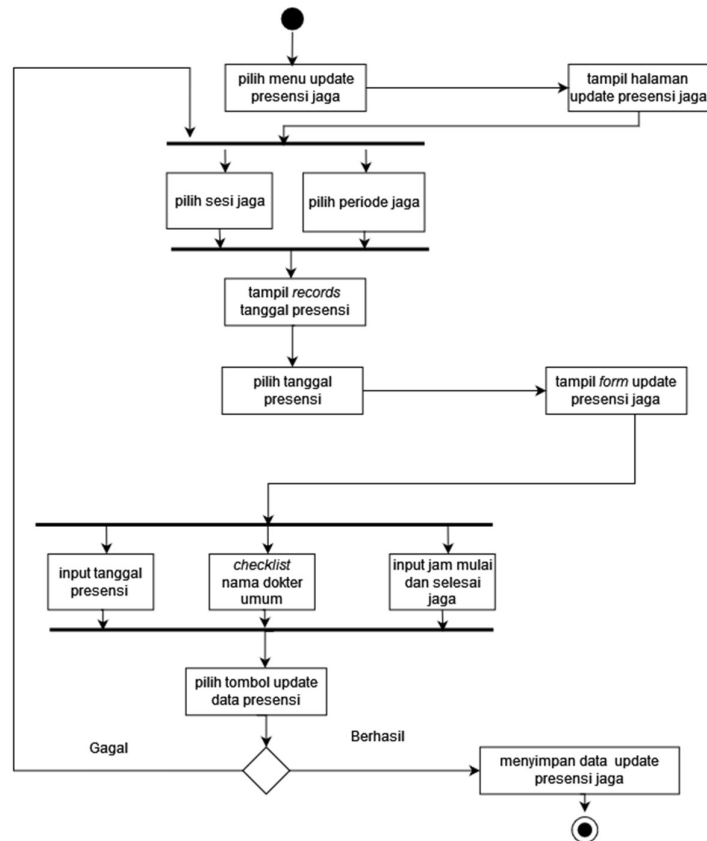 pilih menu update
presensi jaga
tampil halaman
update presensi jaga
pilih sesi jaga
pilih periode jaga
tampil records
tanggal presensi
pilih tanggal
presensi
tampil form update
presensi jaga
input tanggal
presensi
checklist
nama dokter
umum
input jam mulai
dan selesai
jaga
pilih tombol update
data presensi
Gagal
Berhasil
menyimpan data update
presensi jaga